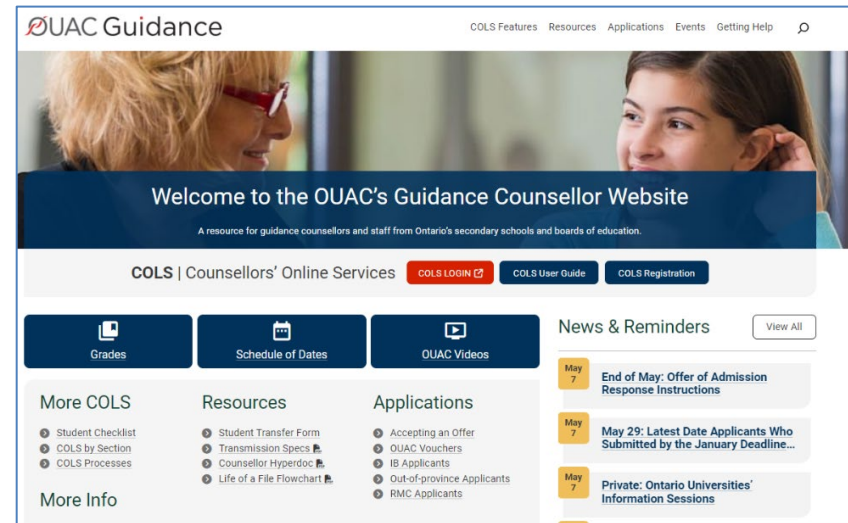 OUAC Guidance
COLS Features Resources Applications Events Getting Help
Welcome to the OUAC's Guidance Counsellor Website
A resource for guidance counsellors and staff from Ontario's secondary schools and boards of education.
COLS | Counsellors' Online Services COLS LOGIN COLS User Guide COLS Registration
Grades
Schedule of Dates
OUAC Videos
More COLS
Student Checklist
COLS by Section
COLS Processes
More Info
Resources
Student Transfer Form
Transmission Specs
Counsellor Hyperdoc
Life of a File Flowchart
Applications
Accepting an Offer
OUAC Vouchers
IB Applicants
Out-of-province Applicants
RMC Applicants
News & Reminders View All
May
7
End of May: Offer of Admission
Response Instructions
May
7
May 29: Latest Date Applicants Who
Submitted by the January Deadline...
May
7
Private: Ontario Universities'
Information Sessions